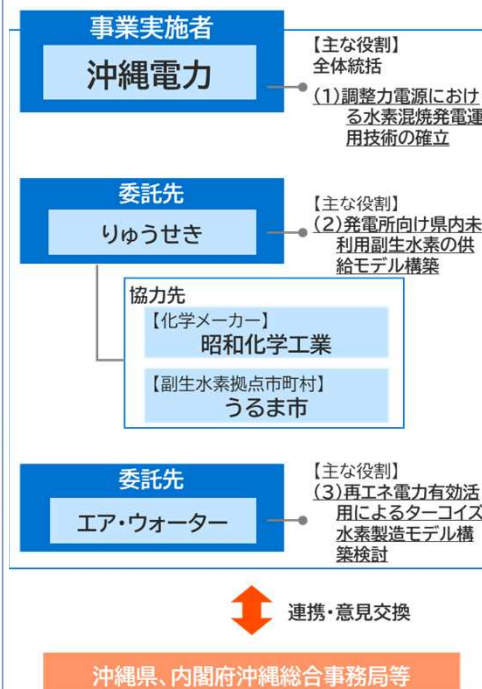 事業実施者
沖縄電力
【主な役割】
全体統括
(1)調整力電源におけ
る水素混焼発電運
用技術の確立
委託先
りゅうせき
【主な役割】
(2)発電所向け県内未
利用副生水素の供
給モデル構築
協力先
【化学メーカー】
昭和化学工業
【副生水素拠点市町村】
うるま市
委託先
エア・ウォーター
【主な役割】
(3)再エネ電力有効活
用によるターコイズ
水素製造モデル構
築検討
連携・意見交換
沖縄県、内閣府沖縄総合事務局等